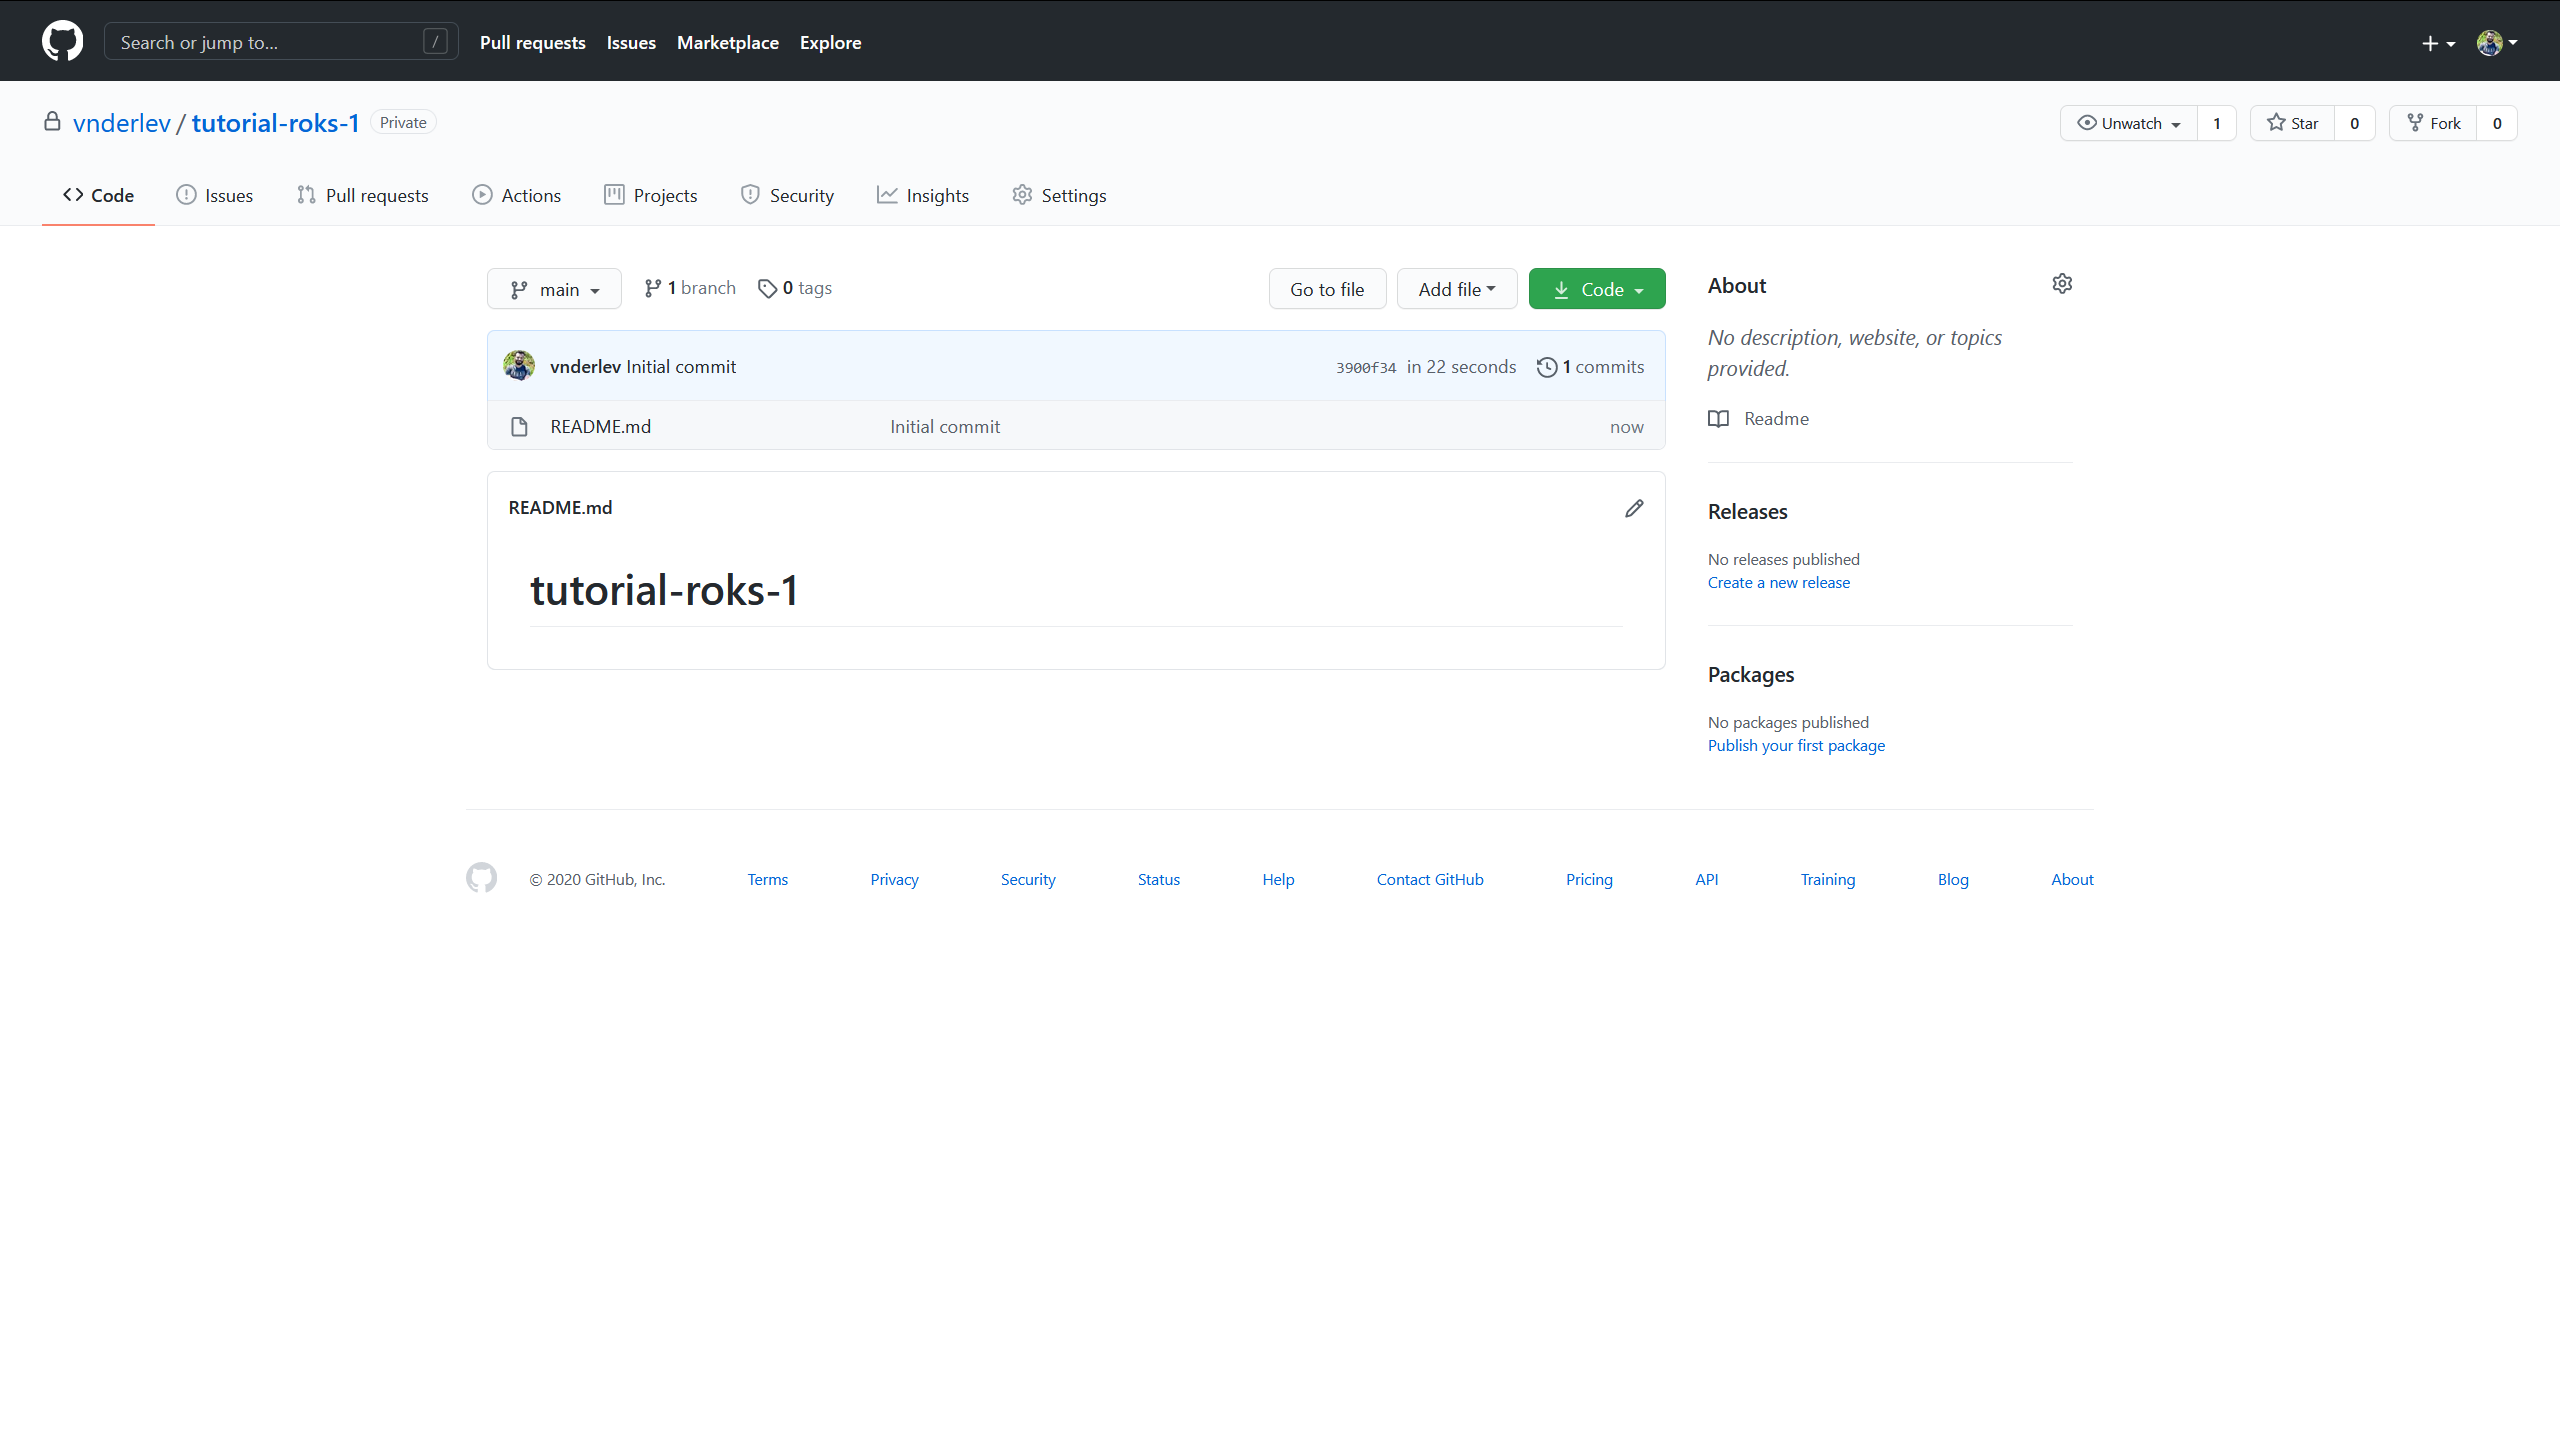 Search or jump to... /
Pull requests Issues Marketplace Explore
vnderlev / tutorial-roks-1 Private
Unwatch 1 Star 0 Fork 0
Code Issues Pull requests Actions Projects Security Insights Settings
main 1 branch 0 tags Go to file Add file Code
vnderlev Initial commit 3900f34 in 22 seconds 1 commits
README.md Initial commit now
README.md
tutorial-roks-1
About
No description, website, or topics
provided.
Readme
Releases
No releases published
Create a new release
Packages
No packages published
Publish your first package
© 2020 GitHub, Inc. Terms Privacy Security Status Help Contact GitHub Pricing API Training Blog About